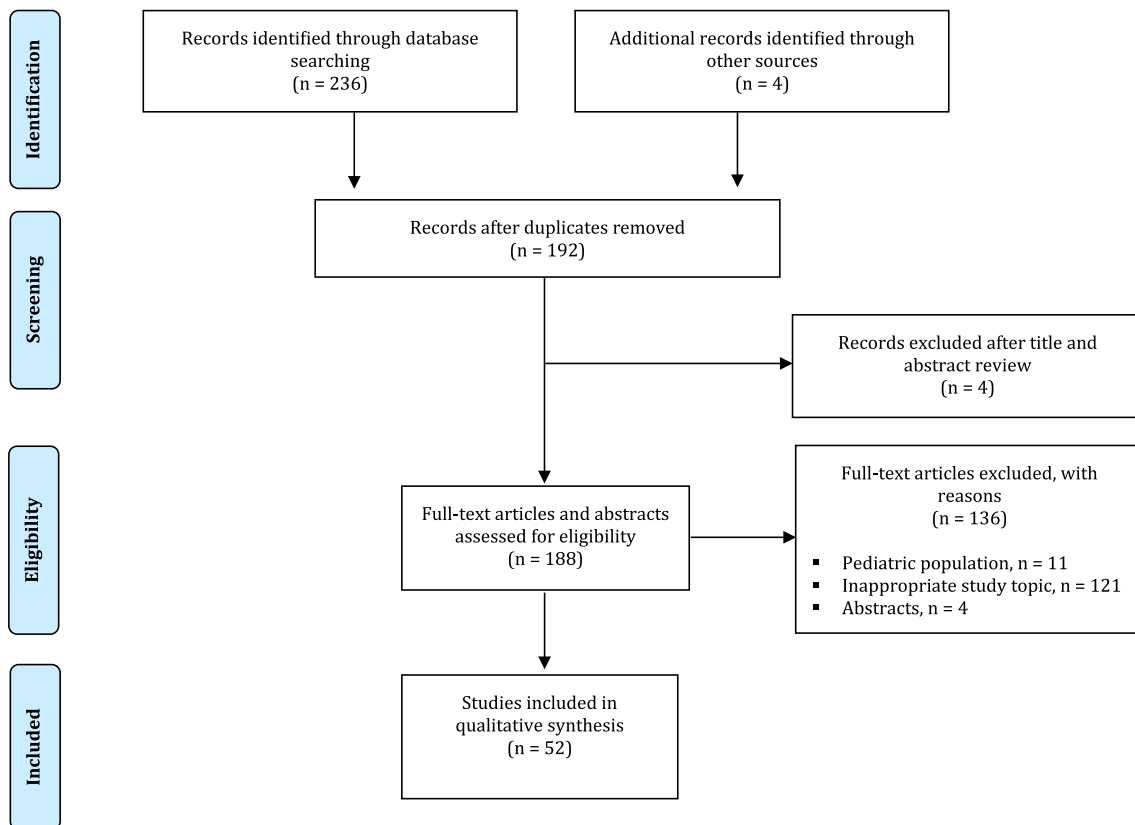 Identification
Records identified through database
searching
(n = 236)
Additional records identified through
other sources
(n = 4)
Screening
Records after duplicates removed
(n = 192)
Records excluded after title and
abstract review
(n = 4)
Eligibility
Full-text articles and abstracts
assessed for eligibility
(n = 188)
Full-text articles excluded, with
reasons
(n = 136)
▪ Pediatric population, n = 11
▪ Inappropriate study topic, n = 121
▪ Abstracts, n = 4
Included
Studies included in
qualitative synthesis
(n = 52)